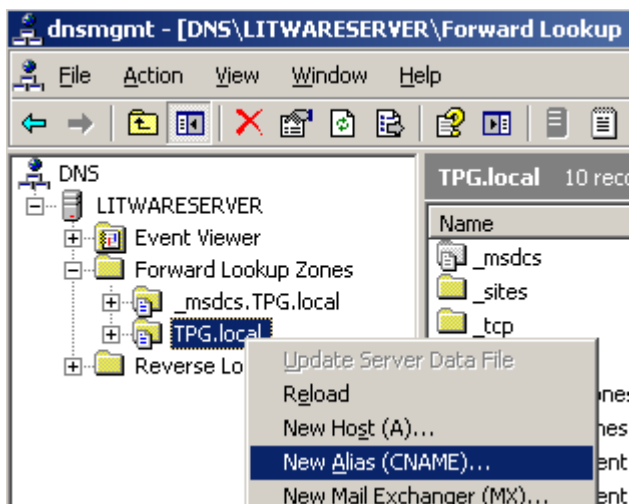 dnsmgmt - [DNS\LITWARESERVER\Forward Lookup
File Action View Window Help
DNS
LITWARESERVER
Event Viewer
Forward Lookup Zones
_msdcs.TPG.local
TPG.local
Reverse Lo
TPG.local 10 reco
Name
_msdcs
_sites
_tcp
Update Server Data File
Reload
New Host (A)...
New Alias (CNAME)...
New Mail Exchanger (MX)...